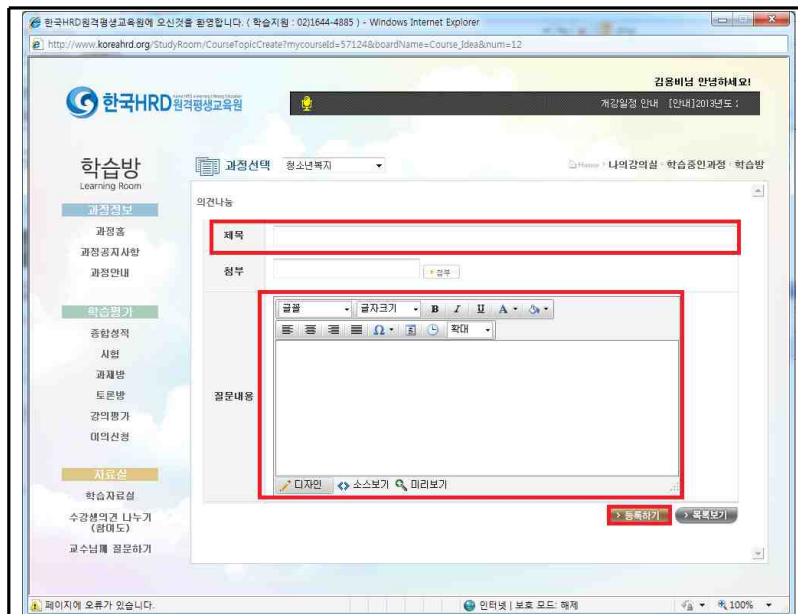 한국HRD원격평생교육원에 오신것을 환영합니다. ( 학습지원 : 02)1644-4885 ) - Windows Internet Explorer
http://www.koreahrd.org/StudyRoom/CourseTopicCreate?mycourseId=57124&boardName=Course_Idea&num=12
김용비님 안녕하세요!
한국HRD원격평생교육원
개강일정 안내 [안내]2013년도
학습방
Learning Room
과정선택 청소년복지
Home 나의강의실 학습중인과정 학습방
과정정보
과정홈
과정공지사항
과정안내
학습평가
종합성적
시험
과제방
토론방
강의평가
이의신청
자료실
학습자료실
수강생의견 나누기
(참여도)
교수님께 질문하기
의견나눔
제목
첨부 첨부
질문내용
글꼴 글자크기 B I U A
Ω 확대
디자인 소스보기 미리보기
> 등록하기 > 목록보기
페이지에 오류가 있습니다. 인터넷 | 보호 모드: 해제 100%